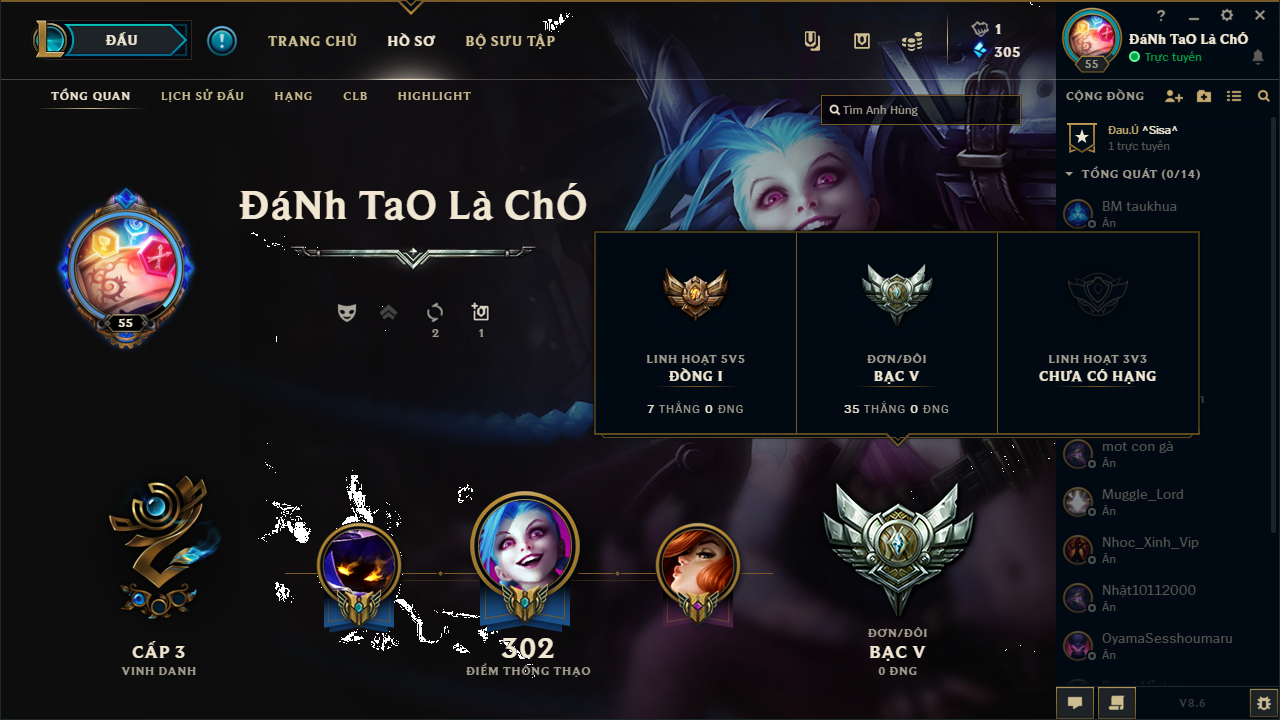 ĐẤU
TRANG CHỦ
HỒ SƠ
BỘ SƯU TẬP
1
305
?
ĐáNh TaO Là ChÓ
Trực tuyến
55
TỔNG QUAN
LỊCH SỬ ĐẤU
HẠNG
CLB
HIGHLIGHT
Tìm Anh Hùng
CỘNG ĐỒNG
Đau.Ủ ^Sisa^
1 trực tuyến
TỔNG QUÁT (0/14)
BM taukhua
Ẩn
ĐáNh TaO Là ChÓ
55
2
1
LINH HOẠT 5V5
ĐỒNG I
7 THẮNG 0 ĐNG
ĐƠN/ĐÔI
BẠC V
35 THẮNG 0 ĐNG
LINH HOẠT 3V3
CHƯA CÓ HẠNG
mot con gà
Ẩn
Muggle_Lord
Ẩn
Nhoc_Xinh_Vip
Ẩn
Nhật10112000
Ẩn
OyamaSesshoumaru
Ẩn
CẤP 3
VINH DANH
302
ĐIỂM THÔNG THẠO
ĐƠN/ĐÔI
BẠC V
0 ĐNG
V8.6